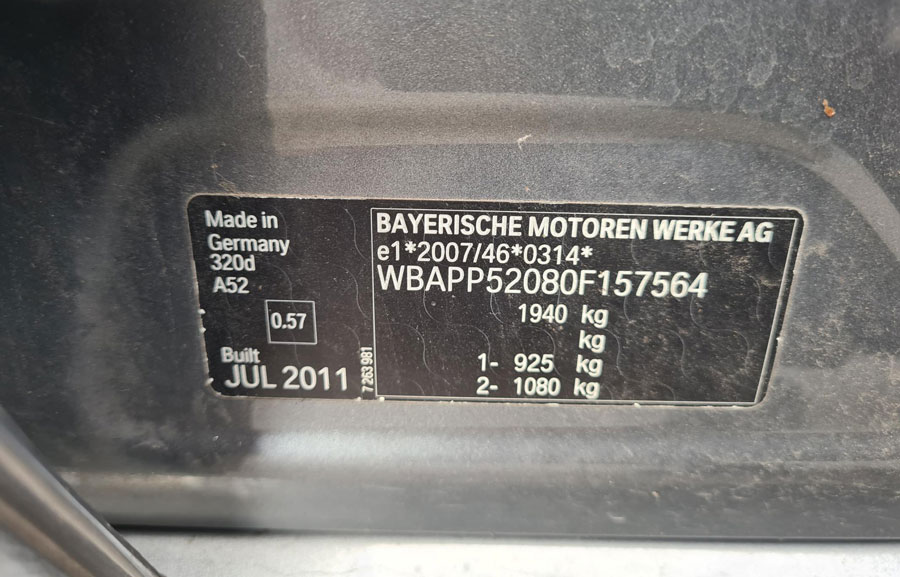 Made in
Germany
320d
A52
0.57
Built
JUL 2011
7 263 981
BAYERISCHE MOTOREN WERKE AG
e1*2007/46*0314*
WBAPP52080F157564
1940 kg
kg
1- 925 kg
2- 1080 kg